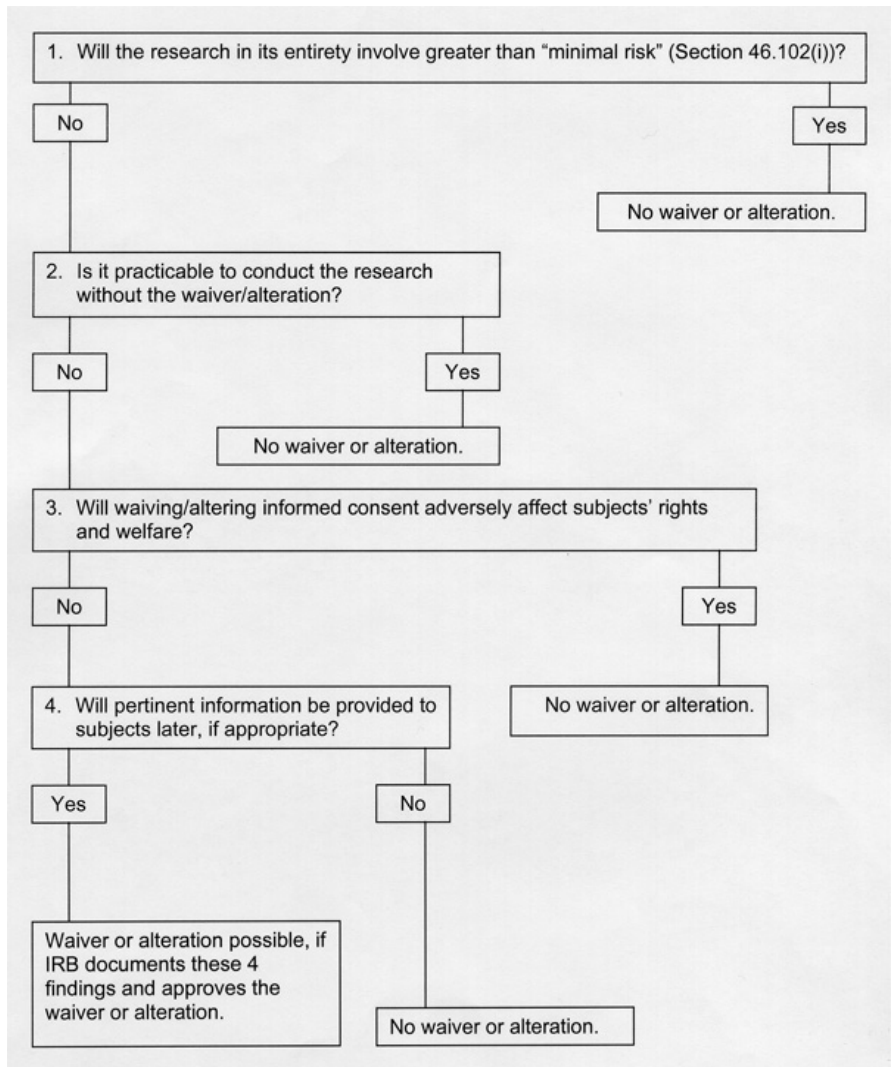 1. Will the research in its entirety involve greater than “minimal risk” (Section 46.102(i))?
No
Yes
No waiver or alteration.
2. Is it practicable to conduct the research
without the waiver/alteration?
No
Yes
No waiver or alteration.
3. Will waiving/altering informed consent adversely affect subjects’ rights
and welfare?
No
Yes
4. Will pertinent information be provided to
subjects later, if appropriate?
No waiver or alteration.
Yes
No
Waiver or alteration possible, if
IRB documents these 4
findings and approves the
waiver or alteration.
No waiver or alteration.